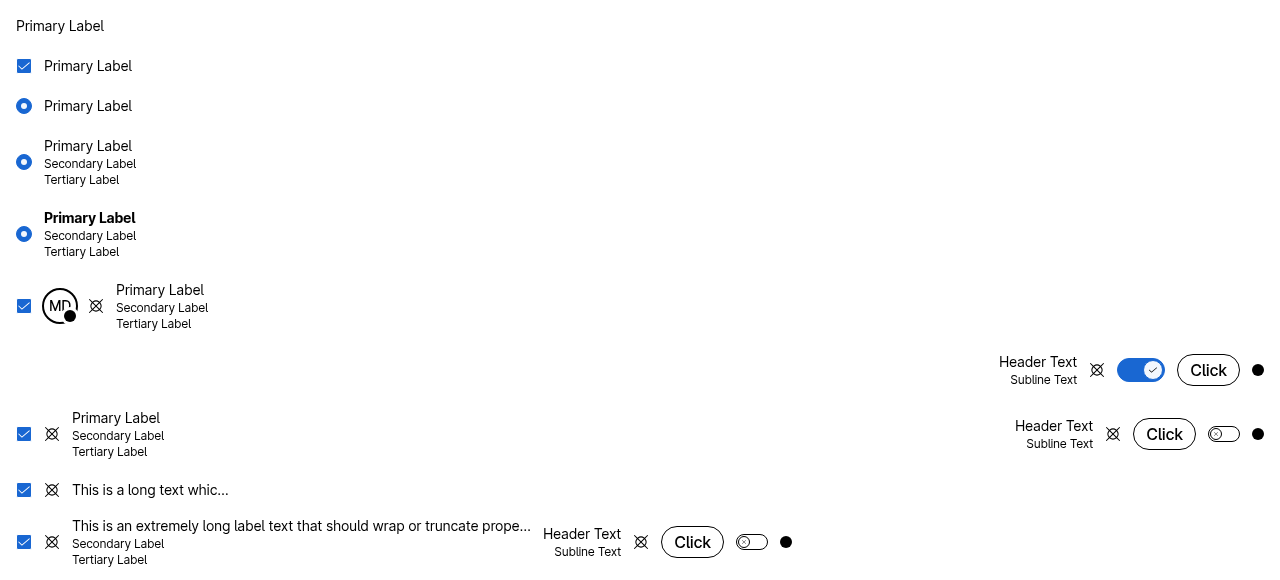 Primary Label
Primary Label
Primary Label
Primary Label
Secondary Label
Tertiary Label
Primary Label
Secondary Label
Tertiary Label
MD
Primary Label
Secondary Label
Tertiary Label
Header Text
Subline Text
Click
Primary Label
Secondary Label
Tertiary Label
Header Text
Subline Text
Click
This is a long text whic...
This is an extremely long label text that should wrap or truncate prope...
Secondary Label
Tertiary Label
Header Text
Subline Text
Click